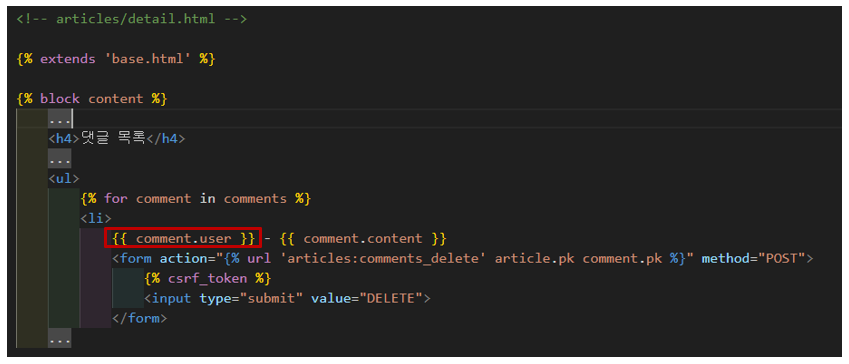 <!-- articles/detail.html -->
{% extends 'base.html' %}
{% block content %}
...
<h4>댓글 목록</h4>
...
<ul>
{% for comment in comments %}
<li>
{{ comment.user }} - {{ comment.content }}
<form action="{% url 'articles:comments_delete' article.pk comment.pk %}" method="POST">
{% csrf_token %}
<input type="submit" value="DELETE">
</form>
...